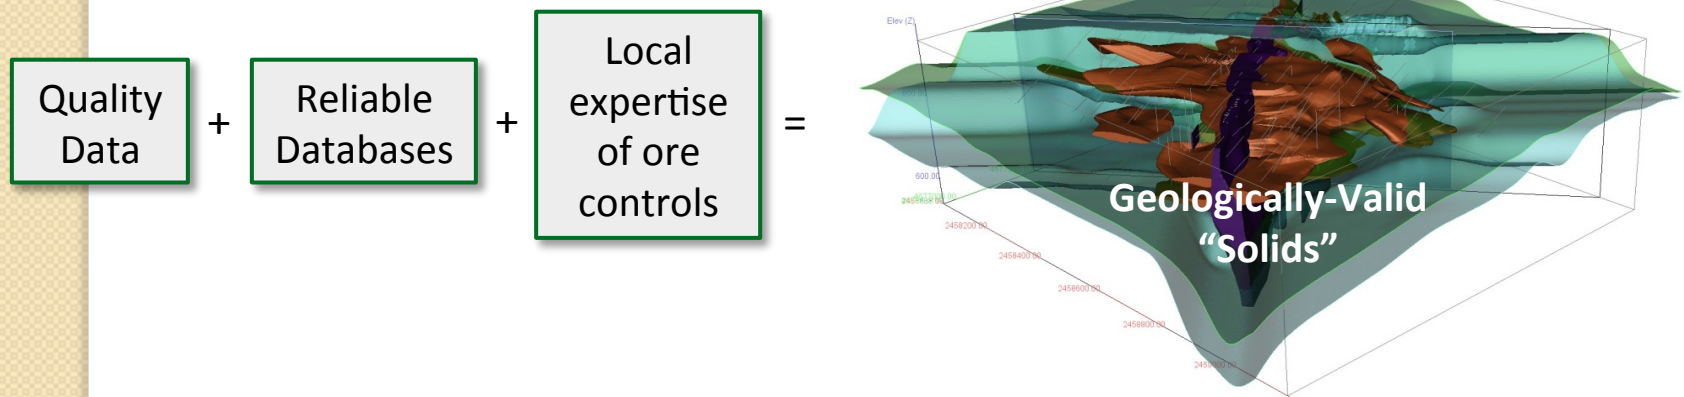 Quality
Data
+
Reliable
Databases
+
Local
expertise
of ore
controls
=
Elev (Z)
600.00
2458200.00
2458400.00
2458600.00
2458800.00
Geologically-Valid
“Solids”